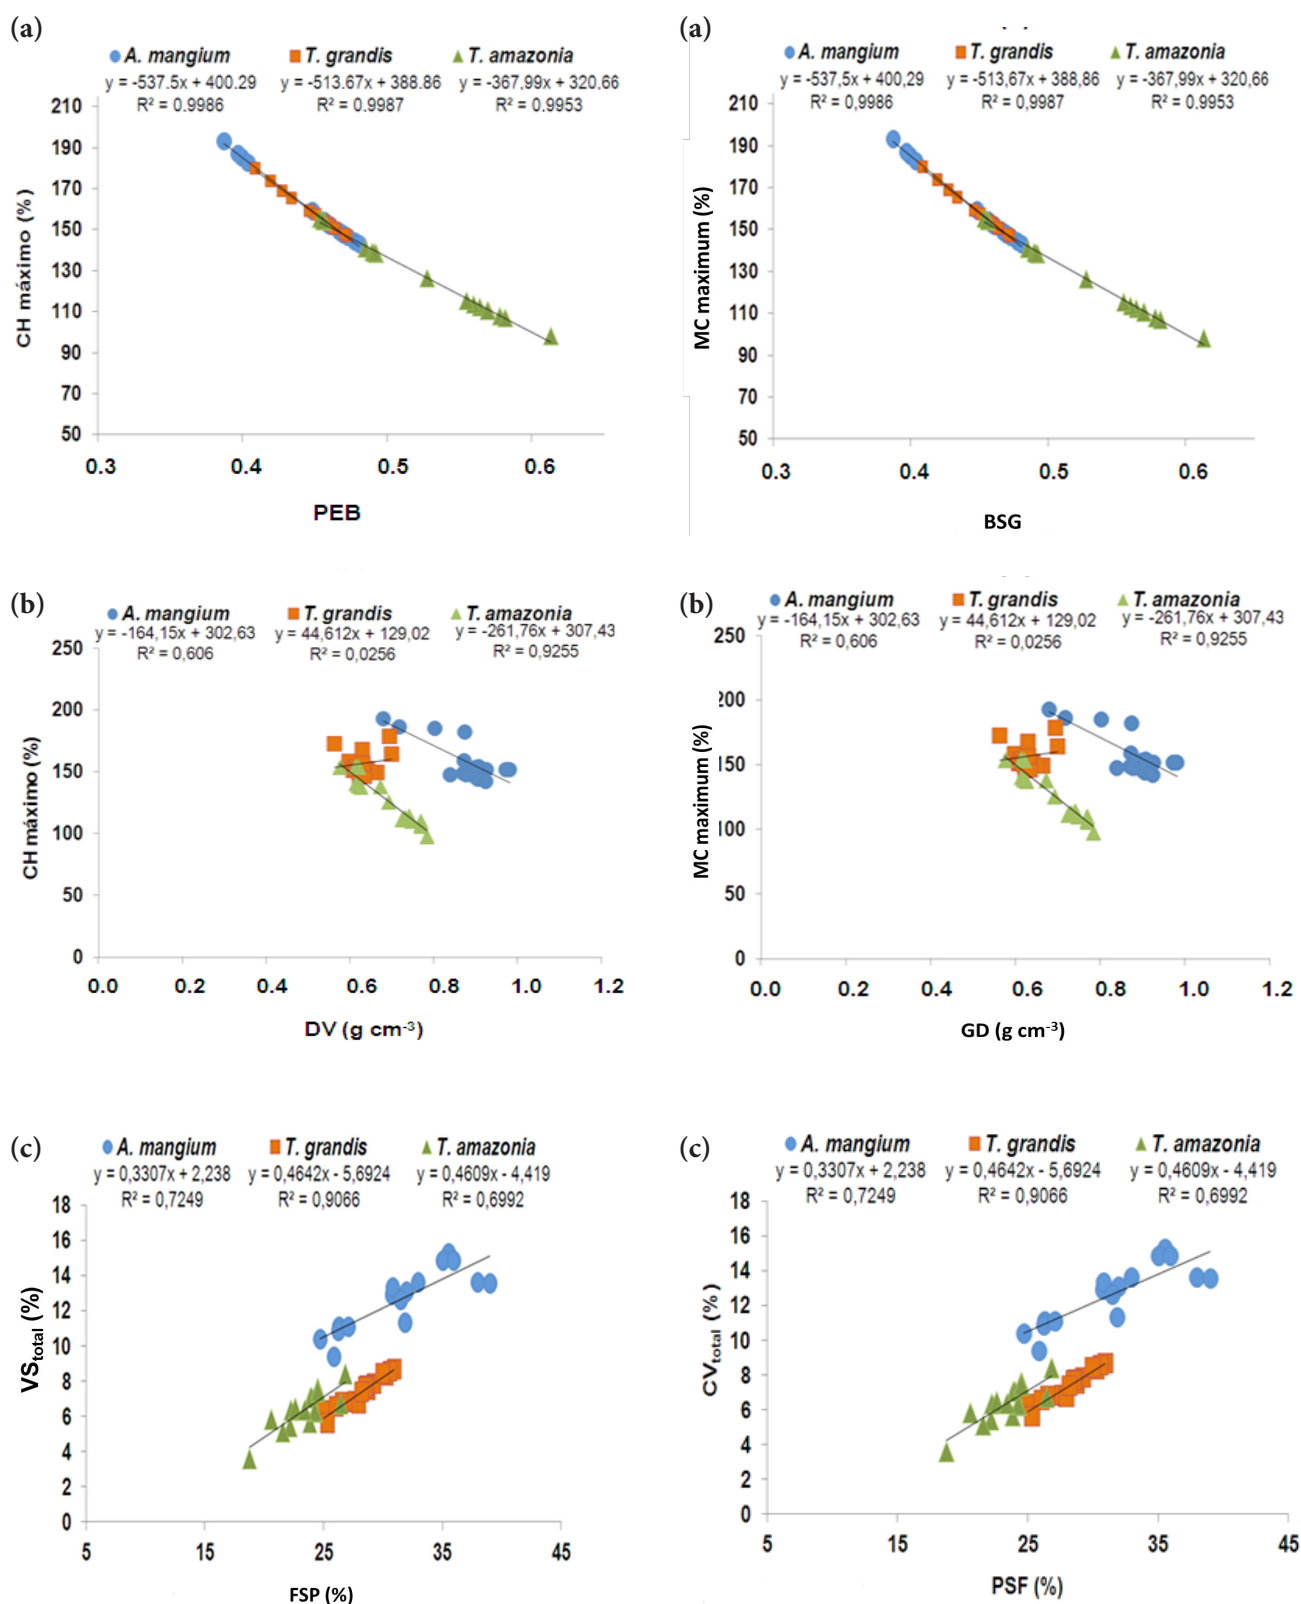 (a)
A. mangium T. grandis T. amazonia
y = -537.5x + 400.29 y = -513.67x + 388.86 y = -367,99x + 320,66
R² = 0.9986 R² = 0.9987 R² = 0.9953
210
190
170
150
130
110
90
70
50
CH máximo (%)
0.3 0.4 0.5 0.6
PEB
(a)
A. mangium T. grandis T. amazonia
y = -537,5x + 400,29 y = -513,67x + 388,86 y = -367,99x + 320,66
R² = 0,9986 R² = 0,9987 R² = 0.9953
210
190
170
150
130
110
90
70
50
MC maximum (%)
0.3 0.4 0.5 0.6
BSG
(b)
A. mangium T. grandis T. amazonia
y = -164,15x + 302,63 y = 44,612x + 129,02 y = -261,76x + 307,43
R² = 0,606 R² = 0,0256 R² = 0,9255
250
200
150
100
50
0
CH máximo (%)
0.0 0.2 0.4 0.6 0.8 1.0 1.2
DV (g cm⁻³)
(b)
A. mangium T. grandis T. amazonia
y = -164,15x + 302,63 y = 44,612x + 129,02 y = -261,76x + 307,43
R² = 0,606 R² = 0,0256 R² = 0,9255
250
200
150
100
50
0
MC maximum (%)
0.0 0.2 0.4 0.6 0.8 1.0 1.2
GD (g cm⁻³)
(c)
A. mangium T. grandis T. amazonia
y = 0,3307x + 2,238 y = 0,4642x - 5,6924 y = 0,4609x - 4,419
R² = 0,7249 R² = 0,9066 R² = 0,6992
18
16
14
12
10
8
6
4
2
0
VStotal (%)
5 15 25 35 45
FSP (%)
(c)
A. mangium T. grandis T. amazonia
y = 0,3307x + 2,238 y = 0,4642x - 5,6924 y = 0,4609x - 4,419
R² = 0,7249 R² = 0,9066 R² = 0,6992
18
16
14
12
10
8
6
4
2
0
CVtotal (%)
5 15 25 35 45
PSF (%)